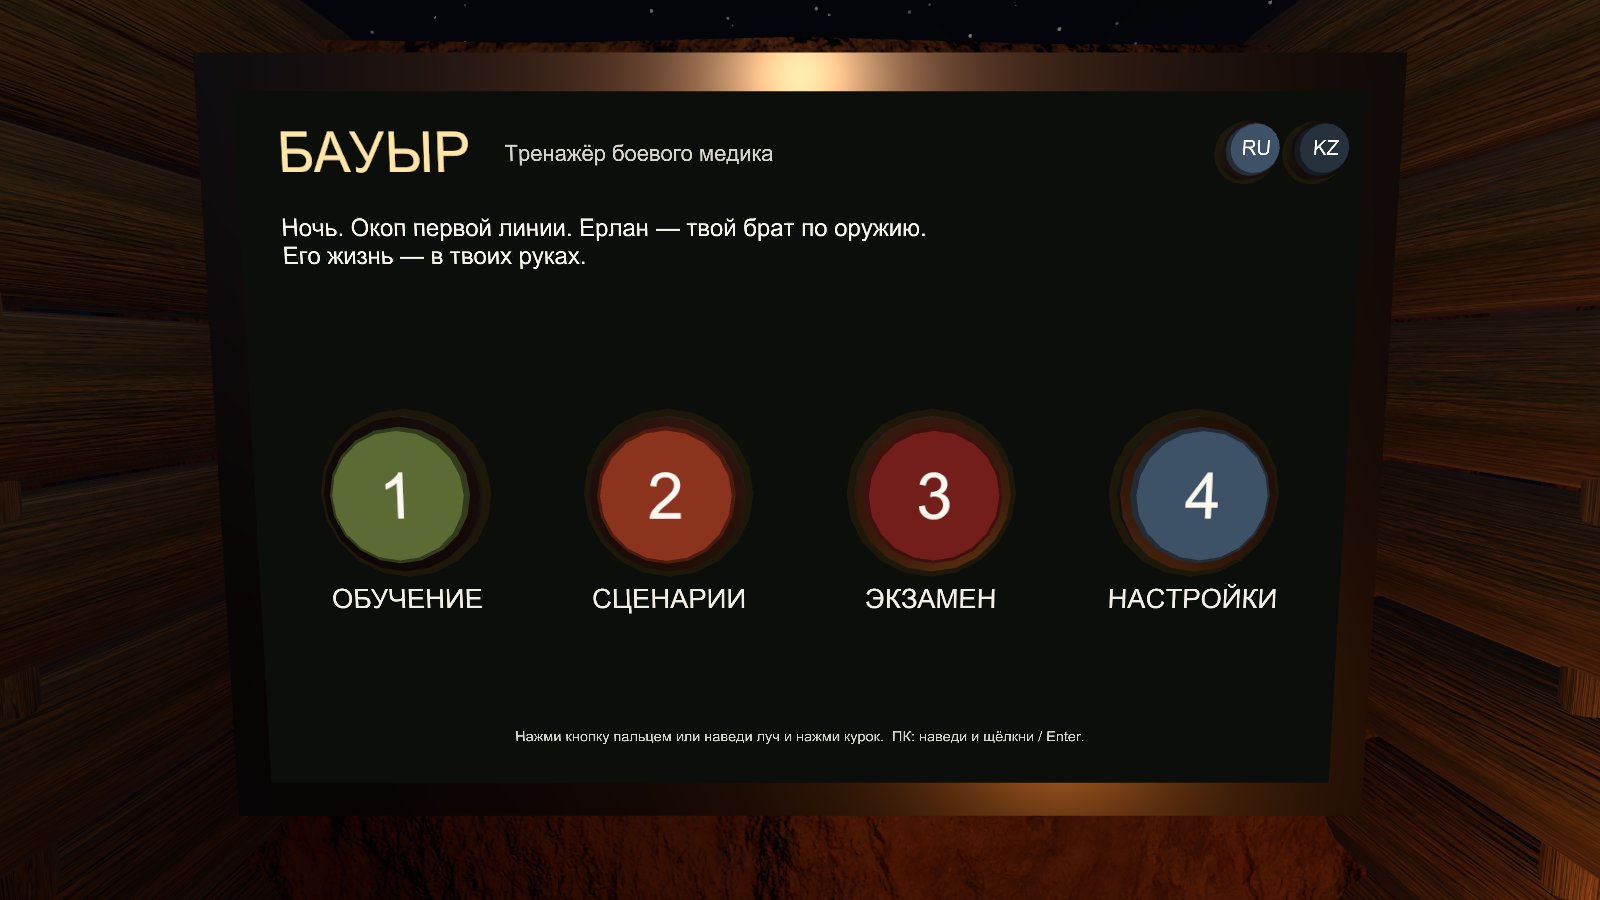 БАУЫР
Тренажёр боевого медика
RU
KZ
Ночь. Окоп первой линии. Ерлан — твой брат по оружию.
Его жизнь — в твоих руках.
1
2
3
4
ОБУЧЕНИЕ
СЦЕНАРИИ
ЭКЗАМЕН
НАСТРОЙКИ
Нажми кнопку пальцем или наведи луч и нажми курок. ПК: наведи и щёлкни / Enter.